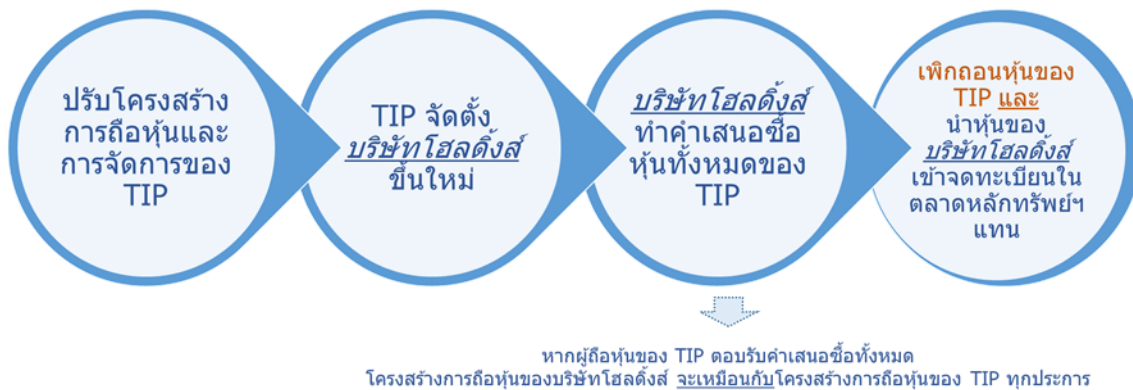 ปรับโครงสร้าง
การถือหุ้นและ
การจัดการของ
TIP
TIP จัดตั้ง
บริษัทโฮลดิ้งส์
ขึ้นใหม่
บริษัทโฮลดิ้งส์
ทำคำเสนอซื้อ
หุ้นทั้งหมดของ
TIP
เพิกถอนหุ้นของ
TIP และ
นำหุ้นของ
บริษัทโฮลดิ้งส์
เข้าจดทะเบียนใน
ตลาดหลักทรัพย์ฯ
แทน
หากผู้ถือหุ้นของ TIP ตอบรับคำเสนอซื้อทั้งหมด
โครงสร้างการถือหุ้นของบริษัทโฮลดิ้งส์ จะเหมือนกับโครงสร้างการถือหุ้นของ TIP ทุกประการ